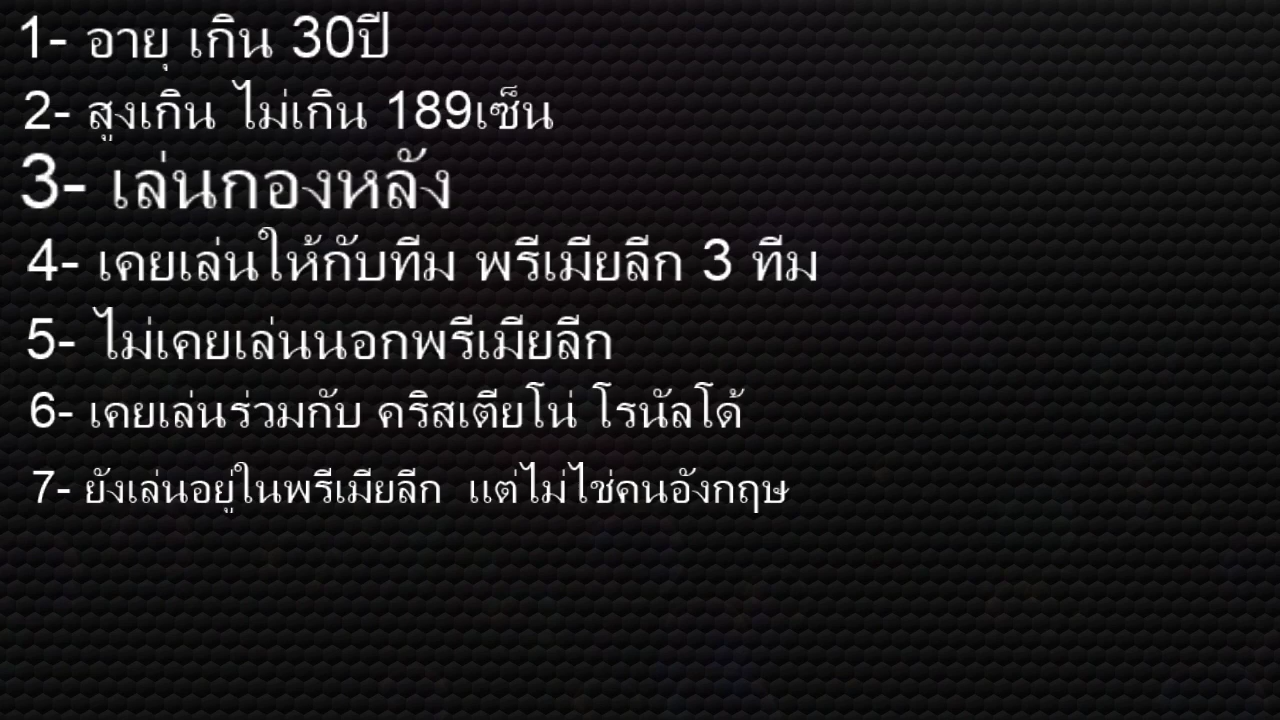 1- อายุ เกิน 30ปี
2- สูงเกิน ไม่เกิน 189เซ็น
3- เล่นกองหลัง
4- เคยเล่นให้กับทีม พรีเมียลีก 3 ทีม
5- ไม่เคยเล่นนอกพรีเมียลีก
6- เคยเล่นร่วมกับ คริสเตียโน่ โรนัลโด้
7- ยังเล่นอยู่ในพรีเมียลีก แต่ไม่ไช่คนอังกฤษ